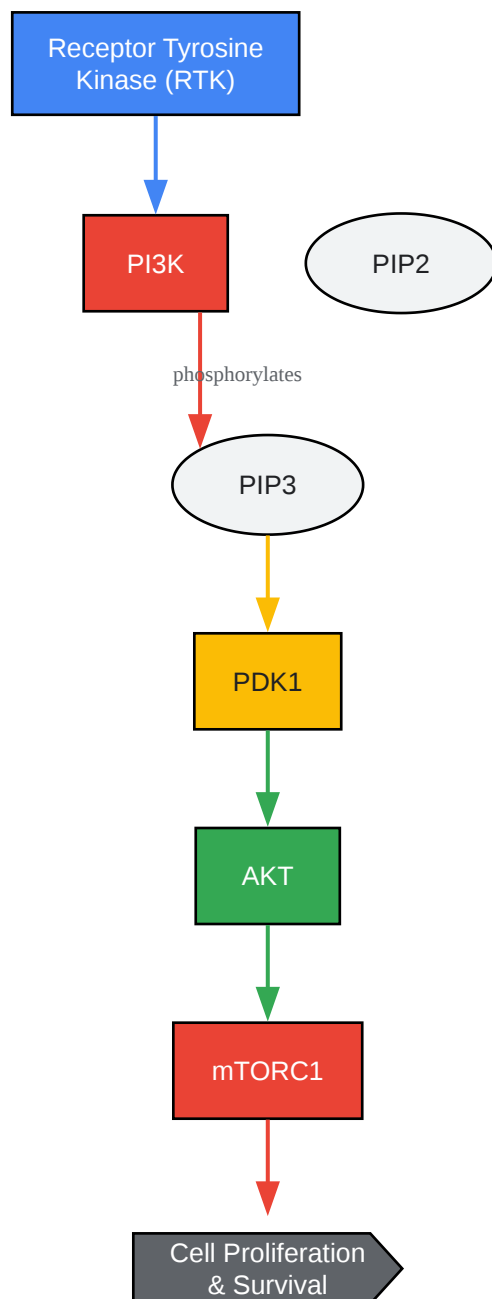 Receptor Tyrosine
Kinase (RTK)
PI3K
PIP2
phosphorylates
PIP3
PDK1
AKT
mTORC1
Cell Proliferation
& Survival